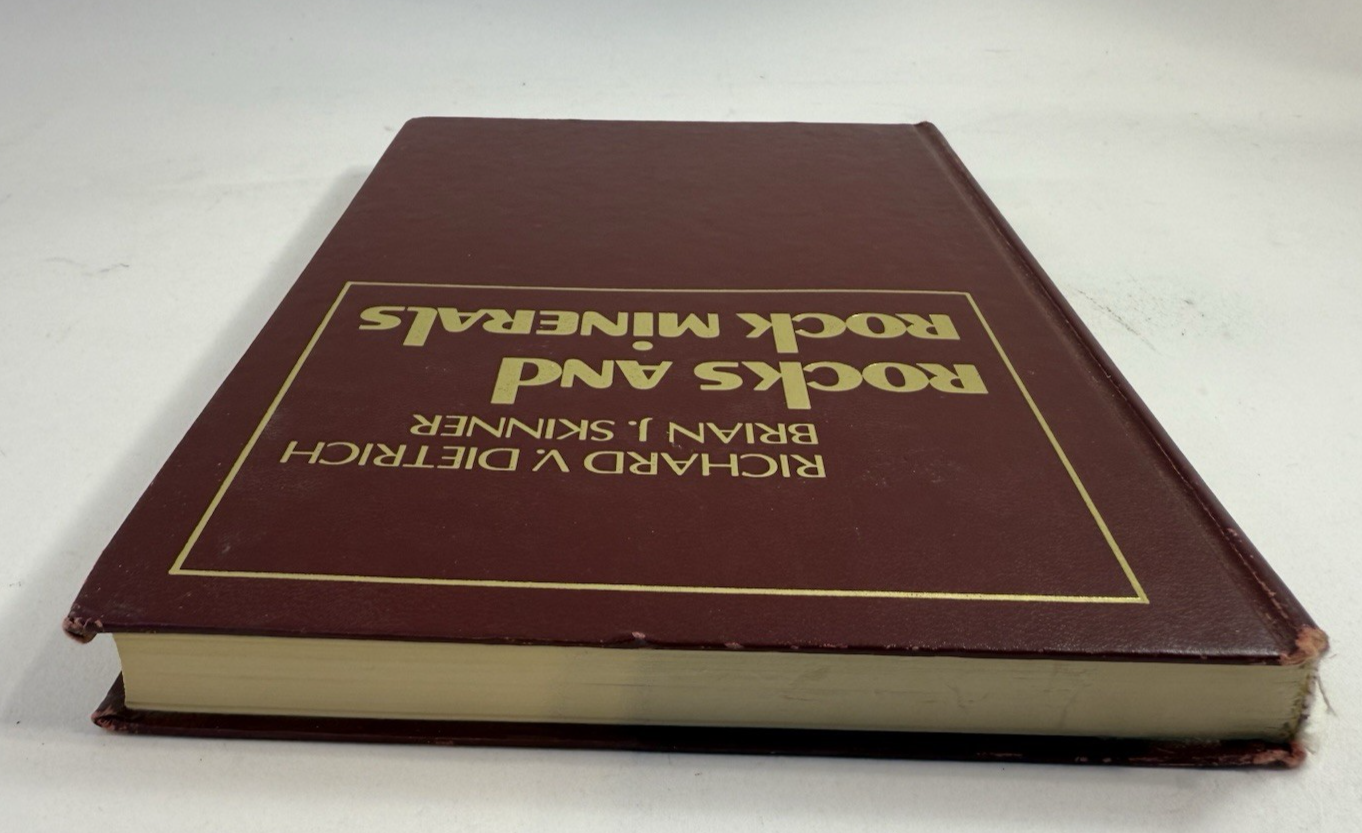 RICHARD V. DIETRICH
BRIAN J. SKINNER
ROCKS AND
ROCK MINERALS